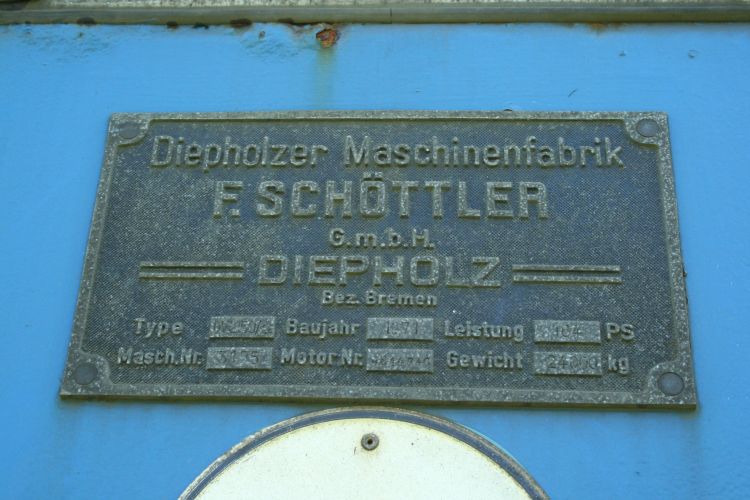 Diepholzer Maschinenfabrik
F. SCHÖTTLER
G.m.b.H.
DIEPHOLZ
Bez. Bremen
Type Baujahr Leistung PS
Masch.Nr. Motor Nr. Gewicht kg